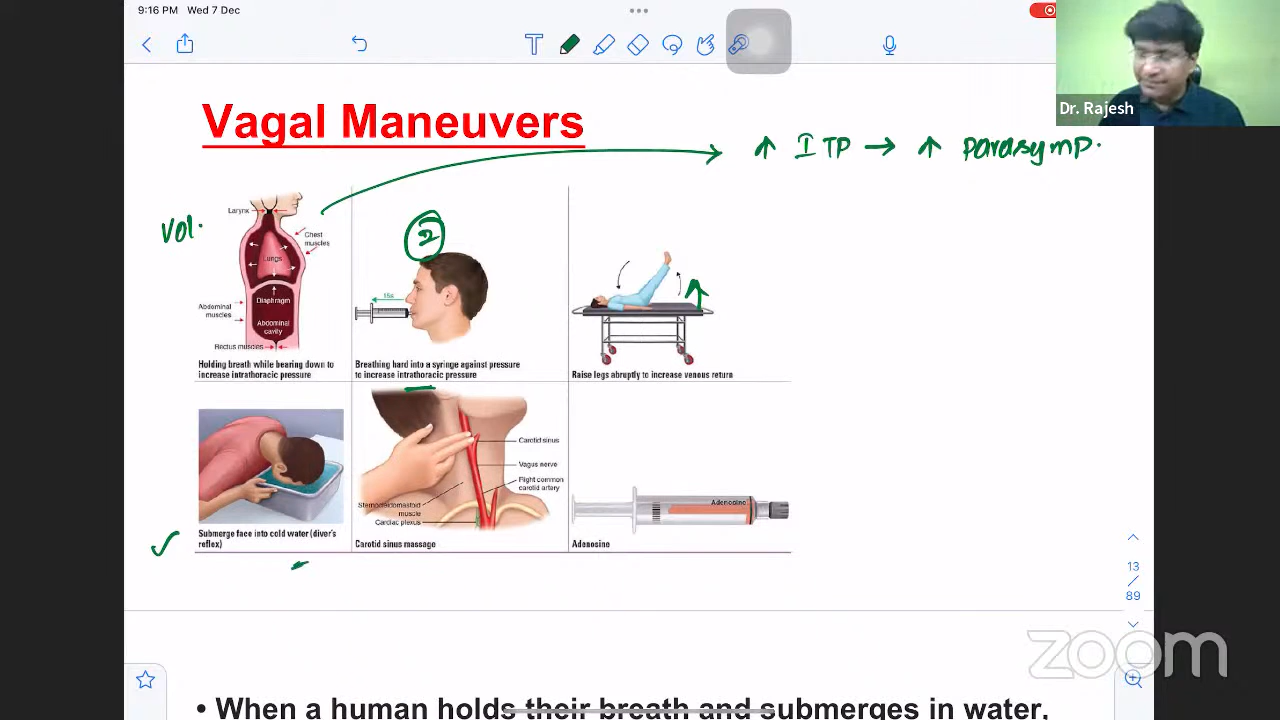 9:16 PM Wed 7 Dec
T
Dr. Rajesh
Vagal Maneuvers
↑ ITP → ↑ parasymp.
Vol.
Larynx
Chest
muscles
Lungs
Diaphragm
Abdominal
muscles
Abdominal
cavity
Rectus muscles
Holding breath while bearing down to
increase intrathoracic pressure
2
15s
Breathing hard into a syringe against pressure
to increase intrathoracic pressure
Raise legs abruptly to increase venous return
Submerge face into cold water (diver's
reflex)
Carotid sinus
Vagus nerve
Right common
carotid artery
Sternocleidomastoid
muscle
Cardiac plexus
Carotid sinus massage
Adenosine
Adenosine
13
89
zoom
• When a human holds their breath and submerges in water,